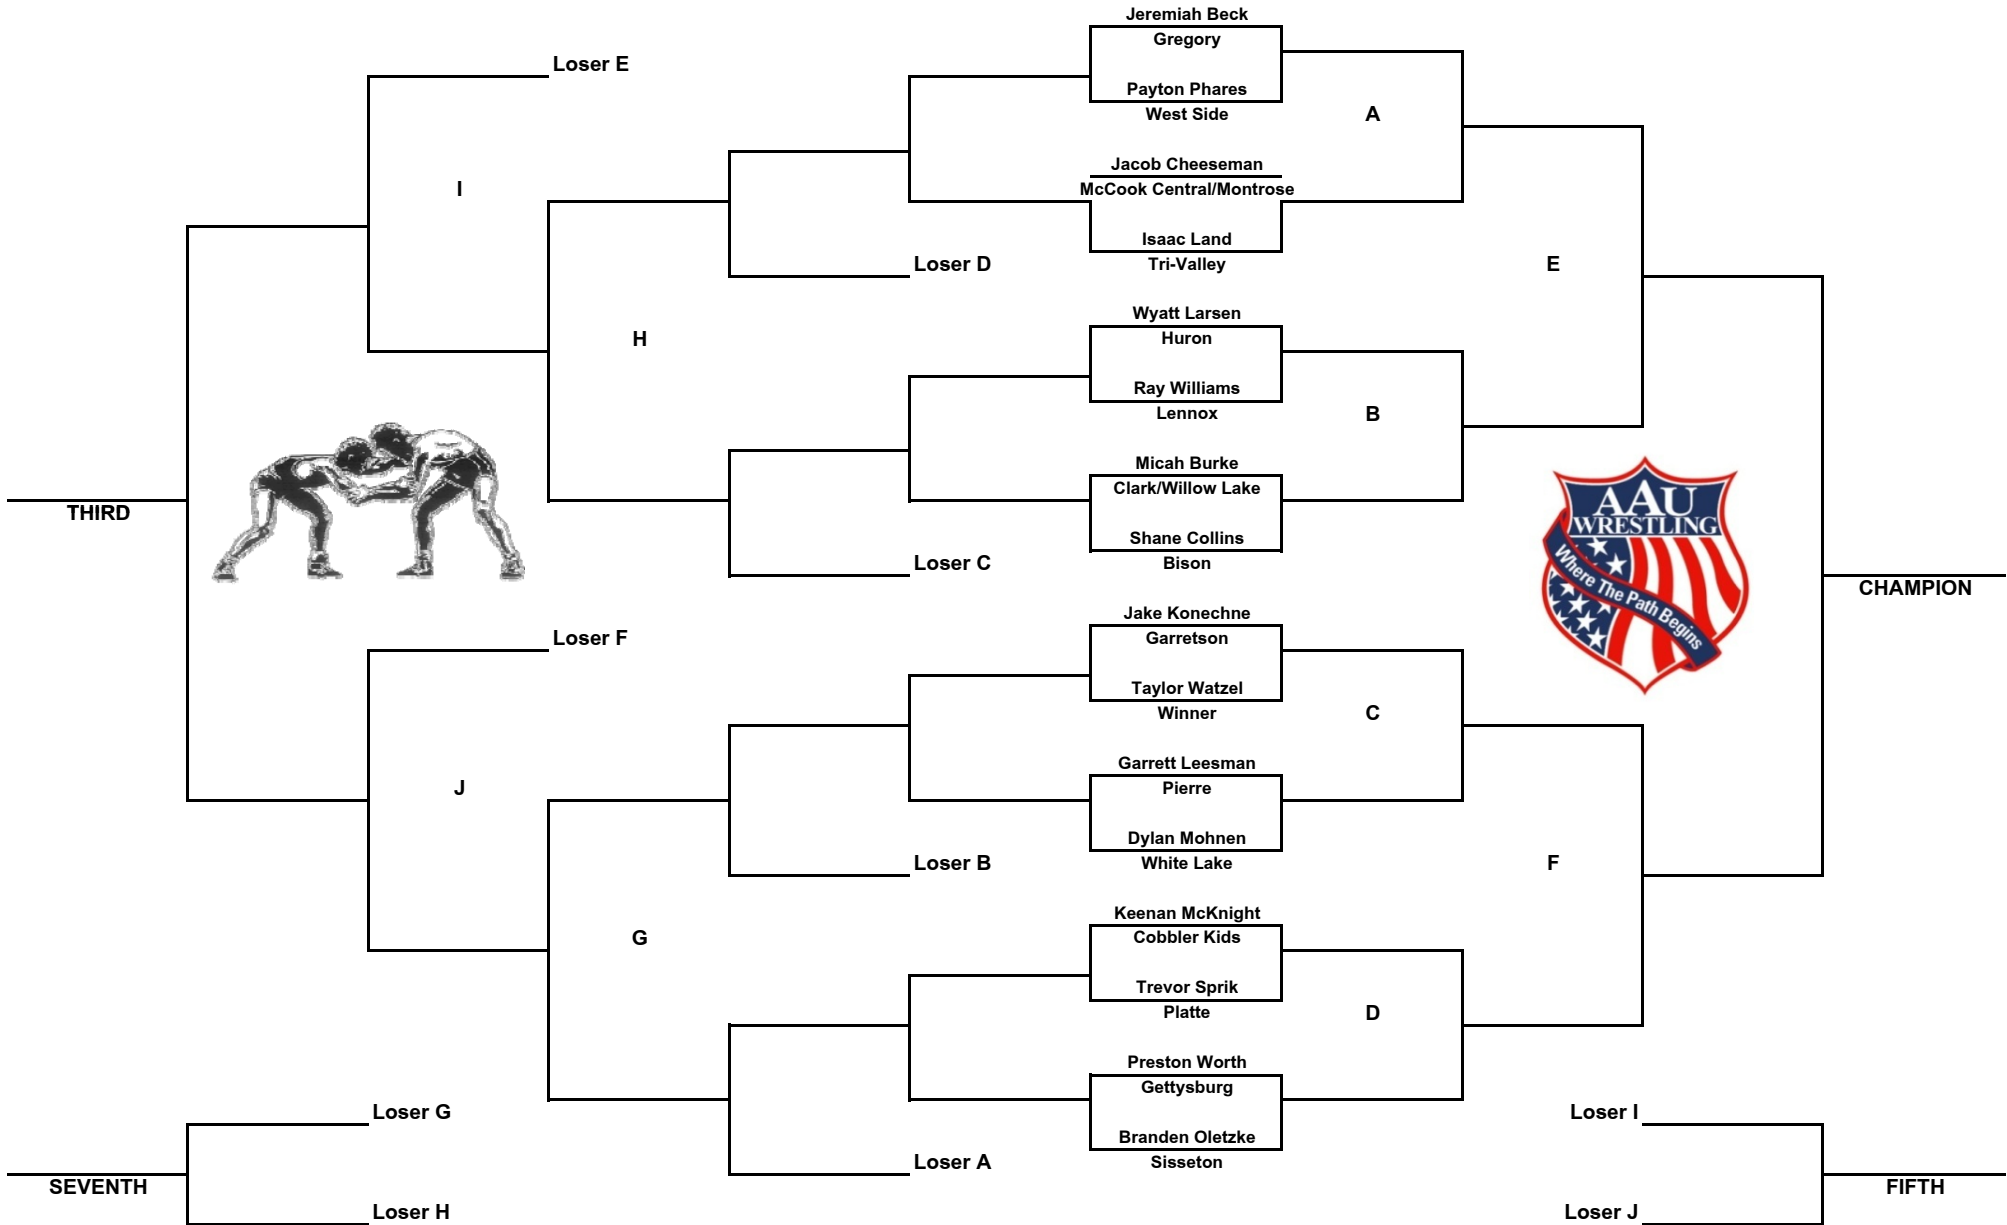 Jeremiah Beck
Gregory
Loser E
Payton Phares
West Side
A
Jacob Cheeseman
McCook Central/Montrose
I
Isaac Land
Tri-Valley
Loser D
E
Wyatt Larsen
Huron
H
Ray Williams
Lennox
B
Micah Burke
Clark/Willow Lake
THIRD
Shane Collins
Bison
Loser C
AAU
WRESTLING
Where The Path Begins
CHAMPION
Jake Konechne
Garretson
Loser F
Taylor Watzel
Winner
C
Garrett Leesman
Pierre
J
Dylan Mohnen
White Lake
Loser B
F
Keenan McKnight
Cobbler Kids
G
Trevor Sprik
Platte
D
Preston Worth
Gettysburg
Loser G
Loser I
Branden Oletzke
Sisseton
Loser A
SEVENTH
FIFTH
Loser H
Loser J